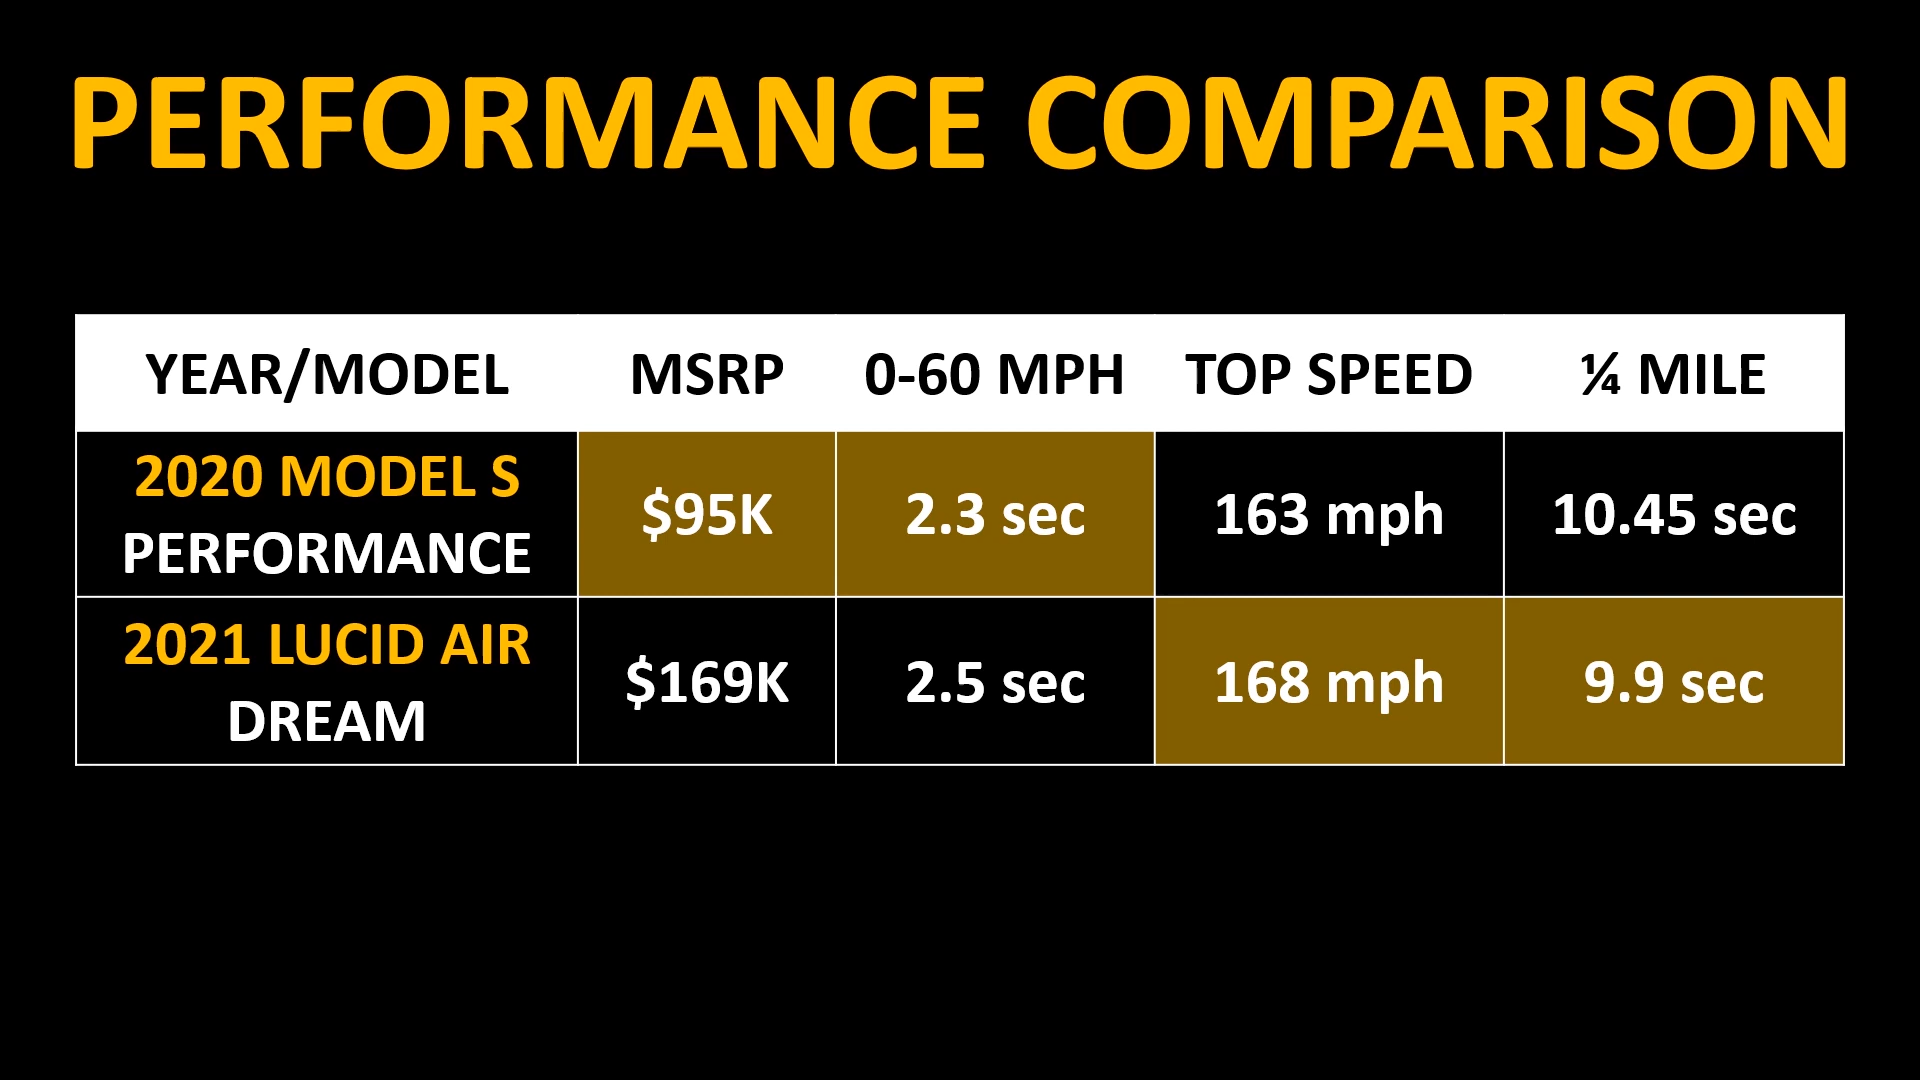 PERFORMANCE COMPARISON
YEAR/MODEL MSRP 0-60 MPH TOP SPEED ¼ MILE
2020 MODEL S
PERFORMANCE
$95K 2.3 sec 163 mph 10.45 sec
2021 LUCID AIR
DREAM
$169K 2.5 sec 168 mph 9.9 sec